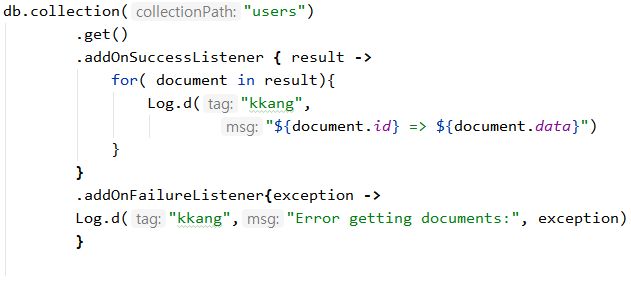 db.collection( collectionPath: "users")
.get()
.addOnSuccessListener { result ->
for( document in result){
Log.d( tag: "kkang",
msg: "${document.id} => ${document.data}")
}
}
.addOnFailureListener{exception ->
Log.d( tag: "kkang", msg: "Error getting documents:", exception)
}